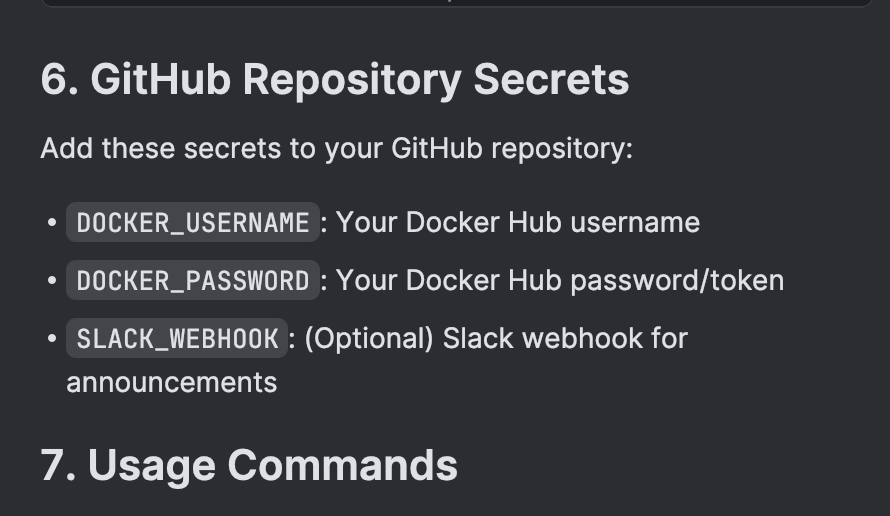 6. GitHub Repository Secrets
Add these secrets to your GitHub repository:
• DOCKER_USERNAME: Your Docker Hub username
• DOCKER_PASSWORD: Your Docker Hub password/token
• SLACK_WEBHOOK: (Optional) Slack webhook for
announcements
7. Usage Commands